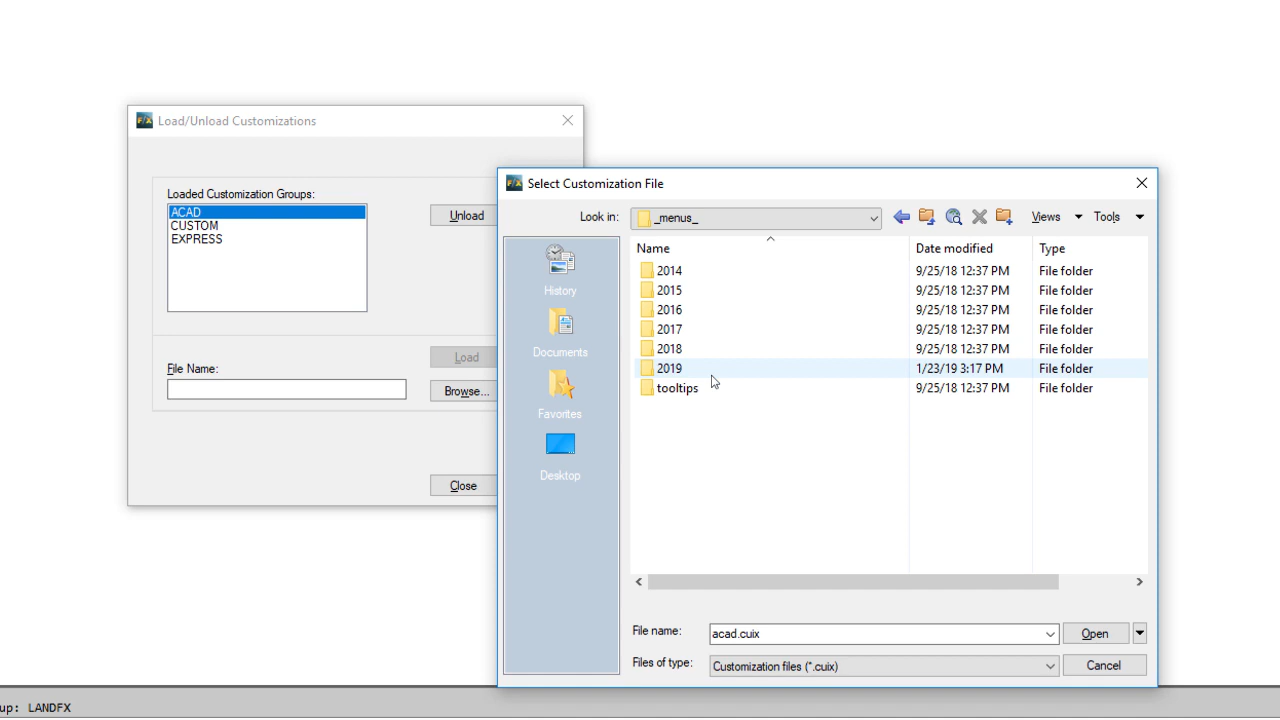 F/X Load/Unload Customizations
Loaded Customization Groups:
ACAD
CUSTOM
EXPRESS
Unload
Load
File Name:
Browse...
Close
F/X Select Customization File
Look in:
_menus_
Views
Tools
Name
Date modified
Type
2014 9/25/18 12:37 PM File folder
2015 9/25/18 12:37 PM File folder
2016 9/25/18 12:37 PM File folder
2017 9/25/18 12:37 PM File folder
2018 9/25/18 12:37 PM File folder
2019 1/23/19 3:17 PM File folder
tooltips 9/25/18 12:37 PM File folder
History
Documents
Favorites
Desktop
File name: acad.cuix
Open
Files of type: Customization files (*.cuix)
Cancel
up: LANDFX